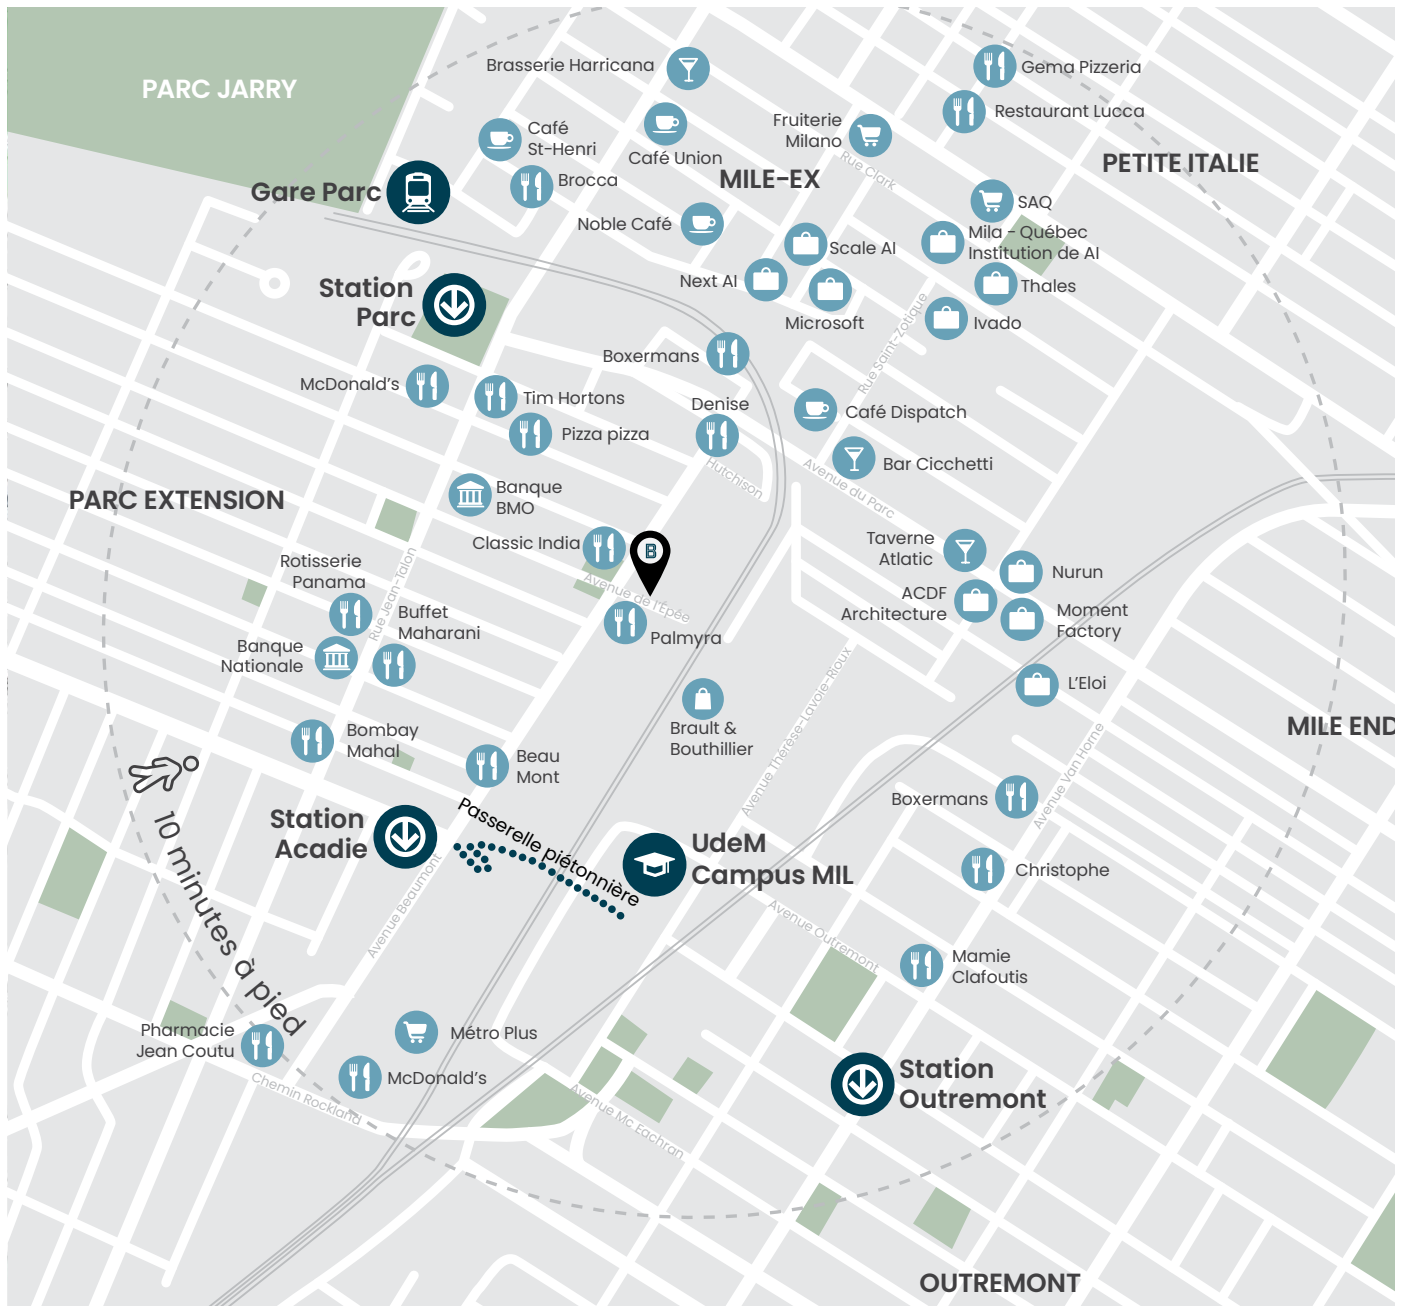 PARC JARRY
Brasserie Harricana
Gema Pizzeria
Restaurant Lucca
Café
St-Henri
Café Union
Fruiterie
Milano
Rue Clark
MILE-EX
PETITE ITALIE
Gare Parc
Brocca
SAQ
Noble Café
Mila - Québec
Institution de AI
Scale AI
Next AI
Thales
Microsoft
Ivado
Rue Saint-Zotique
Station
Parc
Boxermans
McDonald's
Tim Hortons
Denise
Café Dispatch
Pizza pizza
Bar Cicchetti
Hutchison
Avenue du Parc
PARC EXTENSION
Banque
BMO
Classic India
B
Avenue de l'Épée
Taverne
Atlatic
Nurun
ACDF
Architecture
Moment
Factory
Rotisserie
Panama
Rue Jean-Talon
Buffet
Maharani
Palmyra
Banque
Nationale
L'Eloi
Brault &
Bouthillier
Avenue Thérèse-Lavoie-Rioux
MILE END
Bombay
Mahal
Beau
Mont
Avenue Van Horne
Boxermans
10 minutes à pied
Station
Acadie
Passerelle piétonnière
UdeM
Campus MIL
Christophe
Avenue Beaumont
Avenue Outremont
Mamie
Clafoutis
Pharmacie
Jean Coutu
Métro Plus
McDonald's
Chemin Rockland
Station
Outremont
Avenue Mc Eachran
OUTREMONT